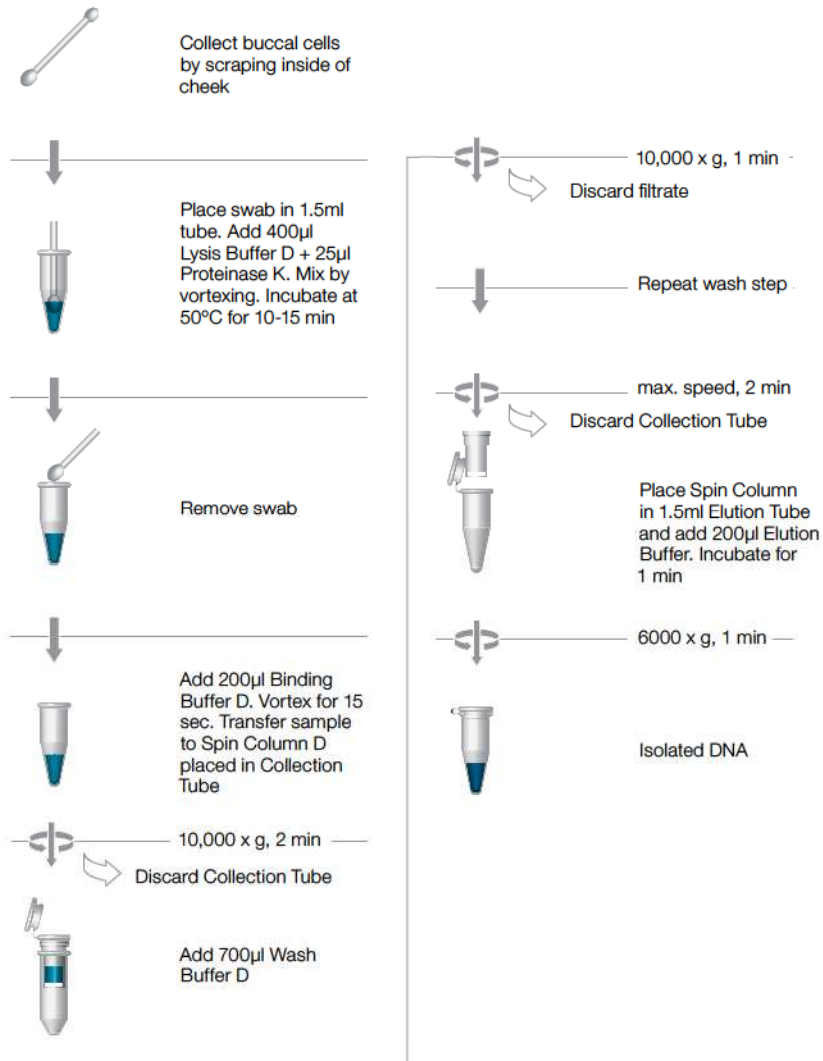 Collect buccal cells
by scraping inside of
cheek
Place swab in 1.5ml
tube. Add 400µl
Lysis Buffer D + 25µl
Proteinase K. Mix by
vortexing. Incubate at
50ºC for 10-15 min
Remove swab
Add 200µl Binding
Buffer D. Vortex for 15
sec. Transfer sample
to Spin Column D
placed in Collection
Tube
10,000 x g, 2 min
Discard Collection Tube
Add 700µl Wash
Buffer D
10,000 x g, 1 min
Discard filtrate
Repeat wash step
max. speed, 2 min
Discard Collection Tube
Place Spin Column
in 1.5ml Elution Tube
and add 200µl Elution
Buffer. Incubate for
1 min
6000 x g, 1 min
Isolated DNA